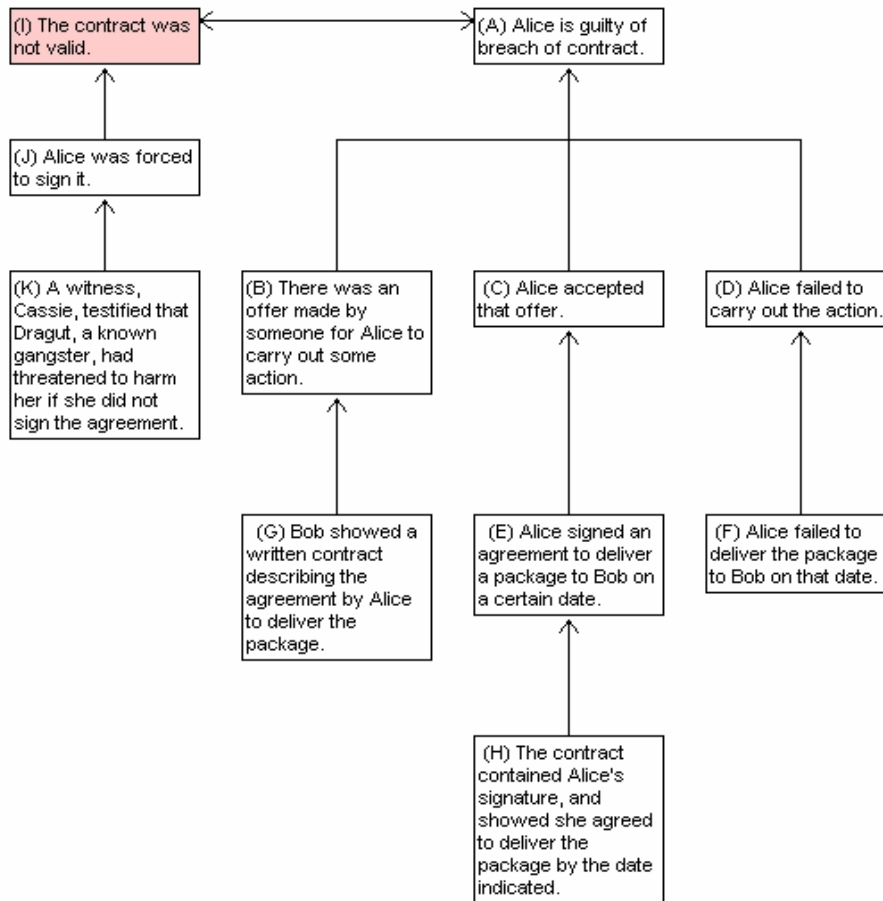 (I) The contract was
not valid.
(A) Alice is guilty of
breach of contract.
(J) Alice was forced
to sign it.
(K) A witness,
Cassie, testified that
Dragut, a known
gangster, had
threatened to harm
her if she did not
sign the agreement.
(B) There was an
offer made by
someone for Alice to
carry out some
action.
(C) Alice accepted
that offer.
(D) Alice failed to
carry out the action.
(G) Bob showed a
written contract
describing the
agreement by Alice
to deliver the
package.
(E) Alice signed an
agreement to deliver
a package to Bob on
a certain date.
(F) Alice failed to
deliver the package
to Bob on that date.
(H) The contract
contained Alice's
signature, and
showed she agreed
to deliver the
package by the date
indicated.